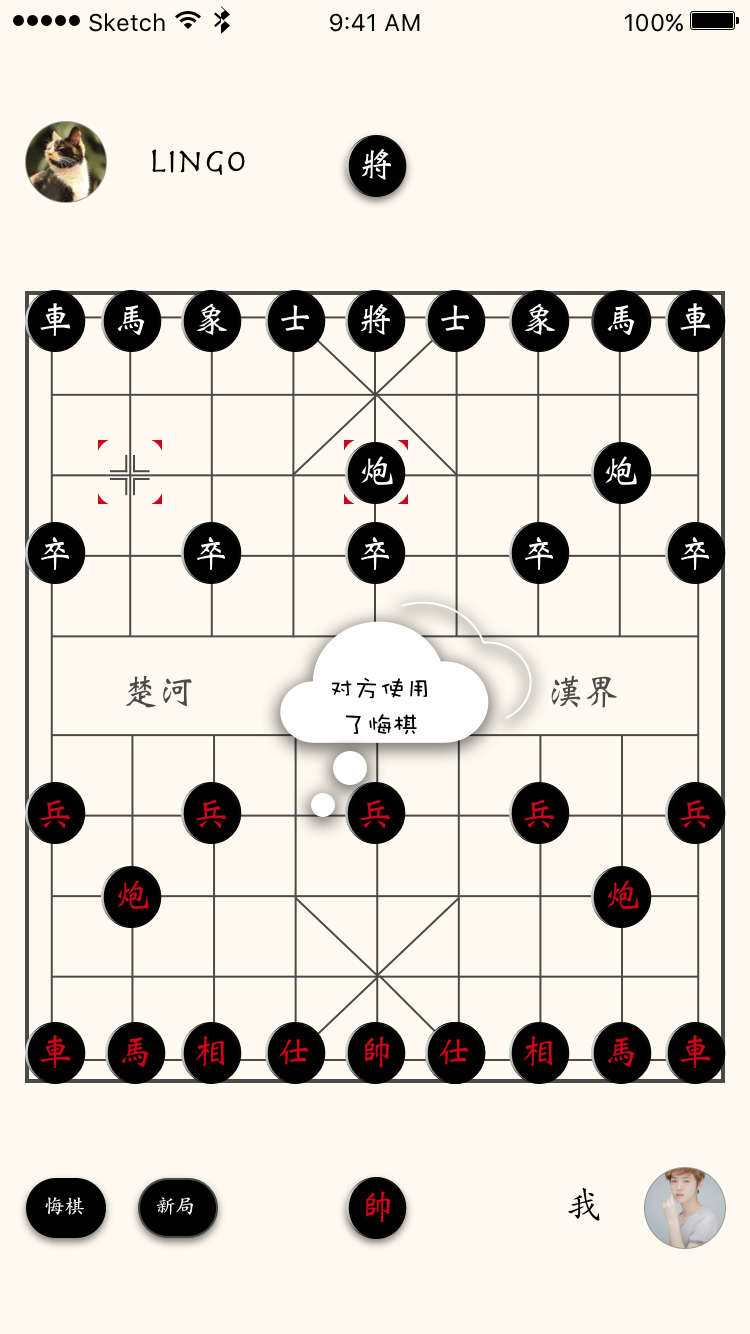 Sketch 9:41 AM 100%
LINGO 將
車 馬 象 士 將 士 象 馬 車
炮 炮
卒 卒 卒 卒 卒
楚河 漢界
对方使用
了悔棋
兵 兵 兵 兵 兵
炮 炮
車 馬 相 仕 帥 仕 相 馬 車
悔棋 新局 帥 我